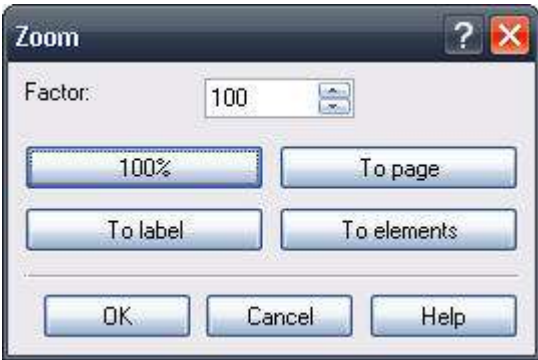 Zoom ?
Factor: 100
100% To page
To label To elements
OK Cancel Help